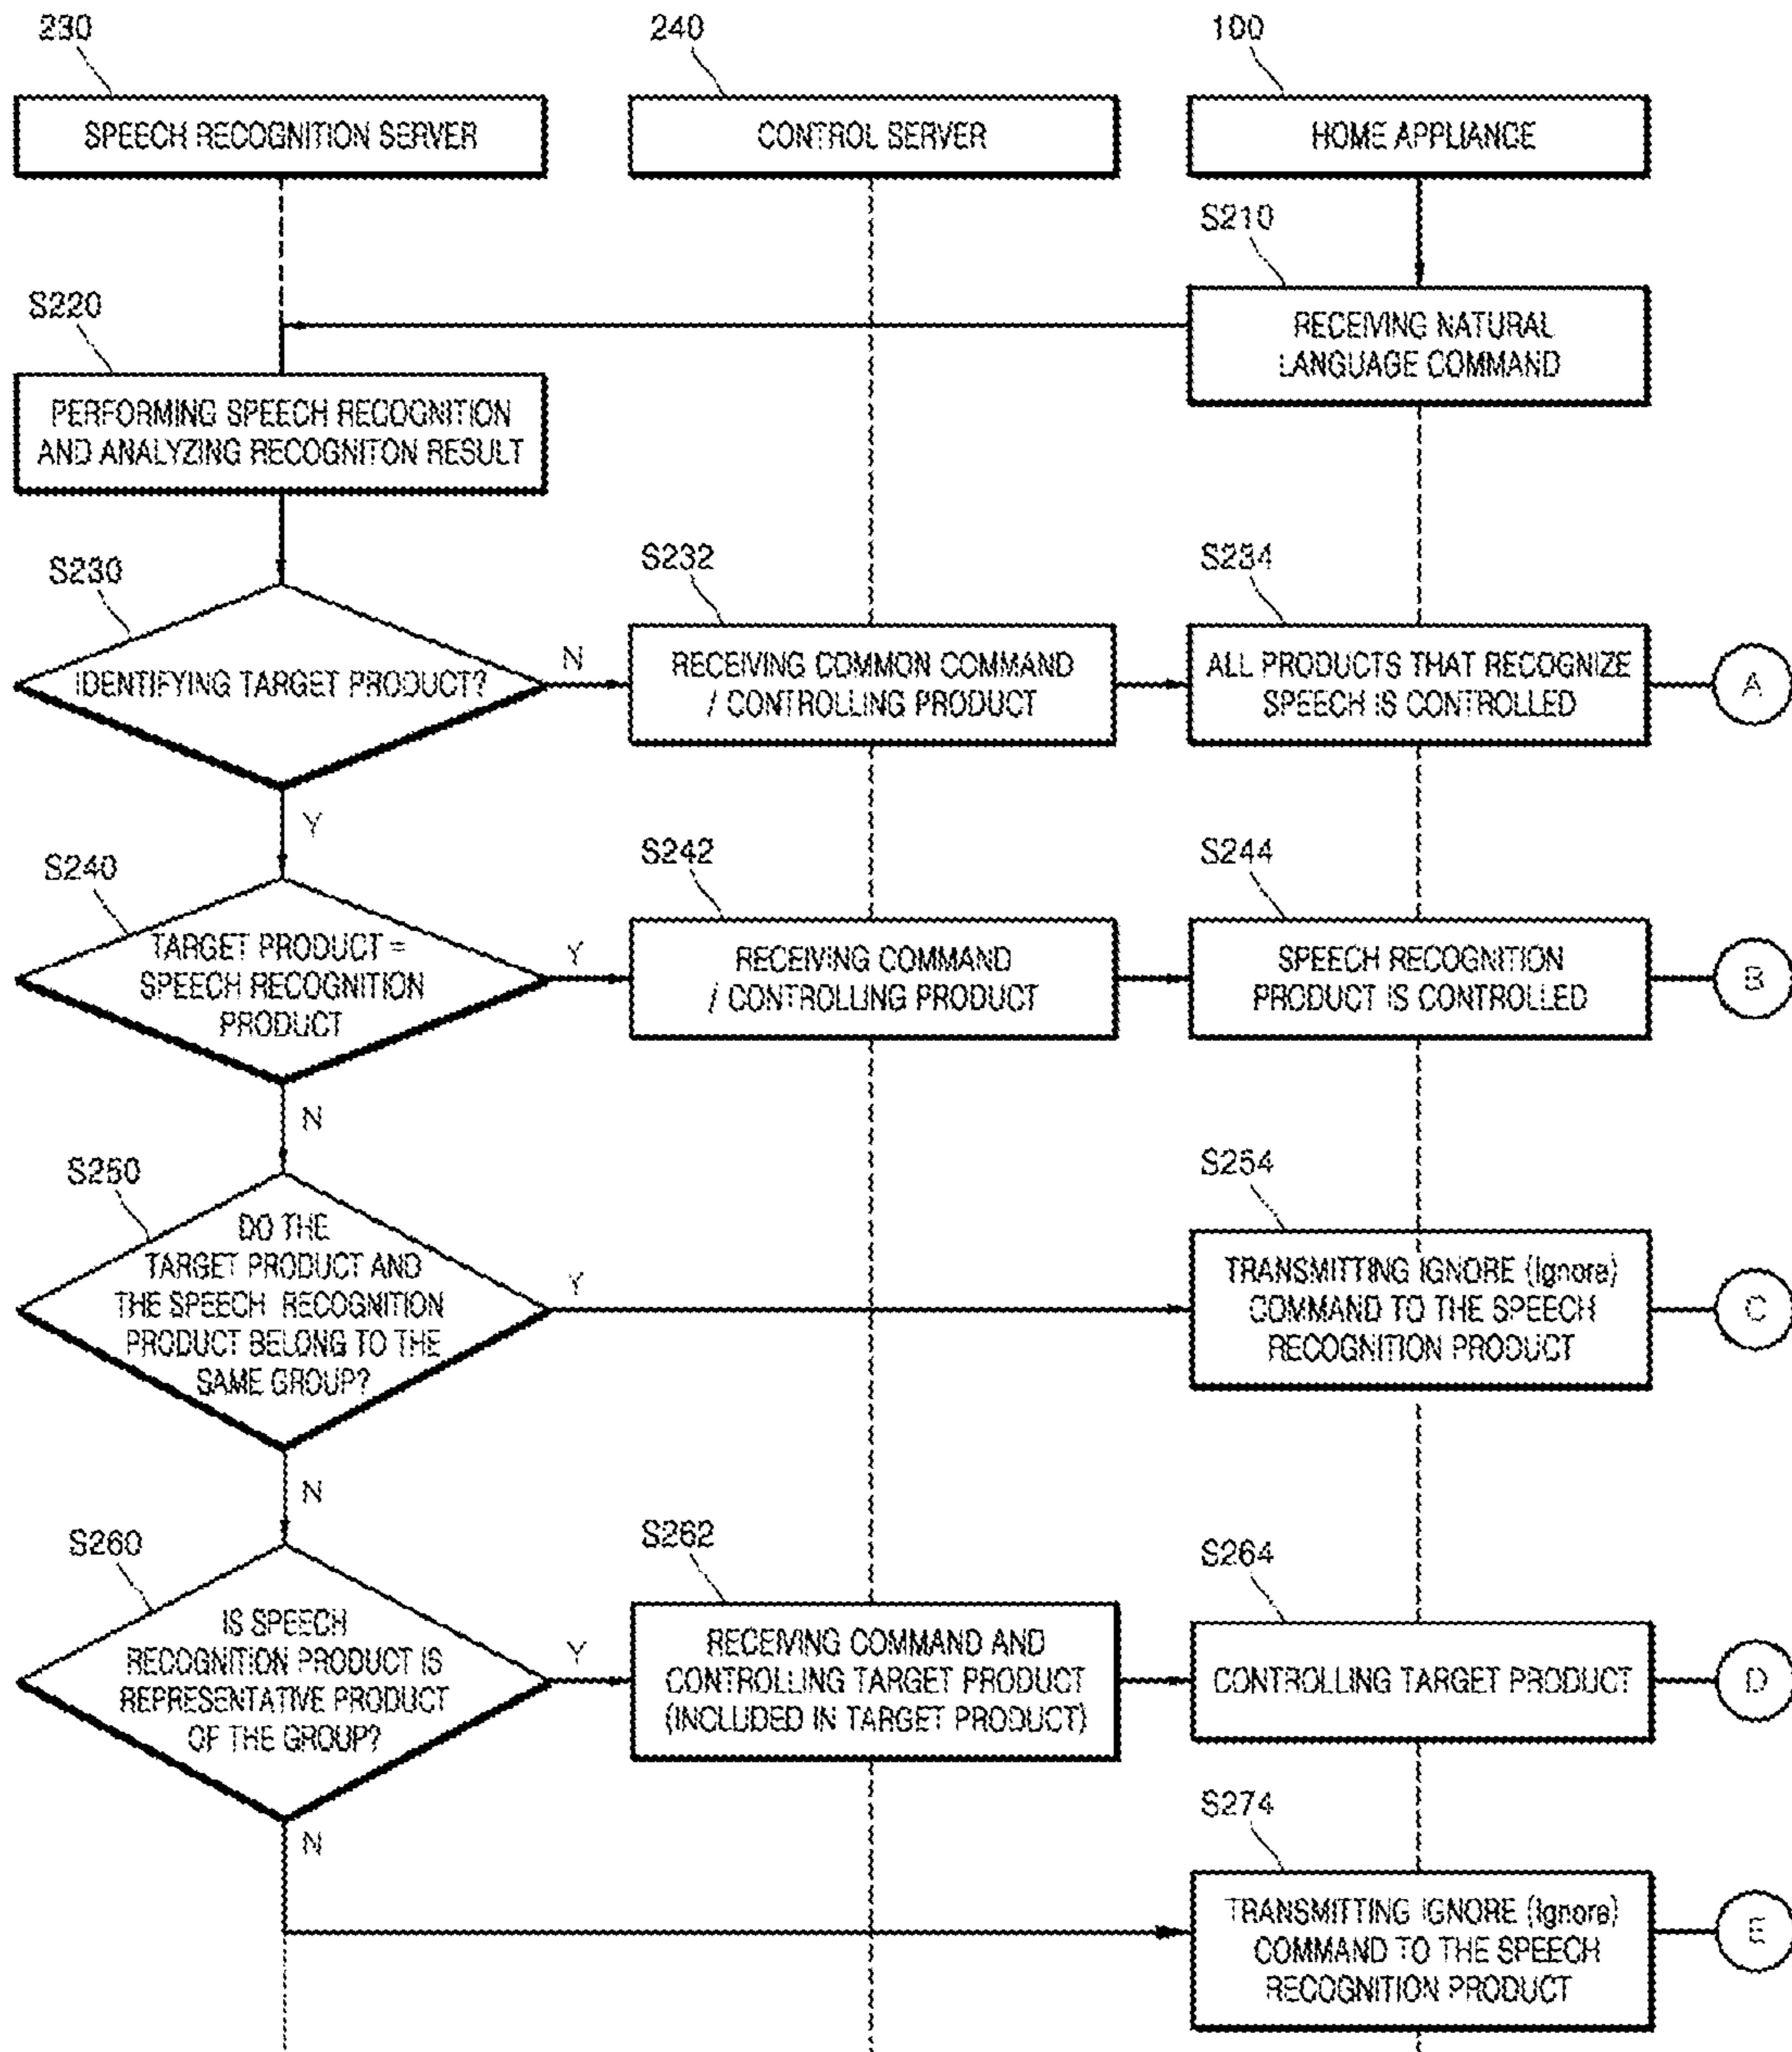 230
240
100
SPEECH RECOGNITION SERVER
CONTROL SERVER
HOME APPLIANCE
S210
RECEIVING NATURAL
LANGUAGE COMMAND
S220
PERFORMING SPEECH RECOGNITION
AND ANALYZING RECOGNITON RESULT
S230
IDENTIFYING TARGET PRODUCT?
N
Y
S232
RECEIVING COMMON COMMAND
/ CONTROLLING PRODUCT
S234
ALL PRODUCTS THAT RECOGNIZE
SPEECH IS CONTROLLED
A
S240
TARGET PRODUCT =
SPEECH RECOGNITION
PRODUCT
Y
N
S242
RECEIVING COMMAND
/ CONTROLLING PRODUCT
S244
SPEECH RECOGNITION
PRODUCT IS CONTROLLED
B
S250
DO THE
TARGET PRODUCT AND
THE SPEECH RECOGNITION
PRODUCT BELONG TO THE
SAME GROUP?
Y
N
S254
TRANSMITTING IGNORE (Ignore)
COMMAND TO THE SPEECH
RECOGNITION PRODUCT
C
S260
IS SPEECH
RECOGNITION PRODUCT IS
REPRESENTATIVE PRODUCT
OF THE GROUP?
Y
N
S262
RECEIVING COMMAND AND
CONTROLLING TARGET PRODUCT
(INCLUDED IN TARGET PRODUCT)
S264
CONTROLLING TARGET PRODUCT
D
S274
TRANSMITTING IGNORE (Ignore)
COMMAND TO THE SPEECH
RECOGNITION PRODUCT
E